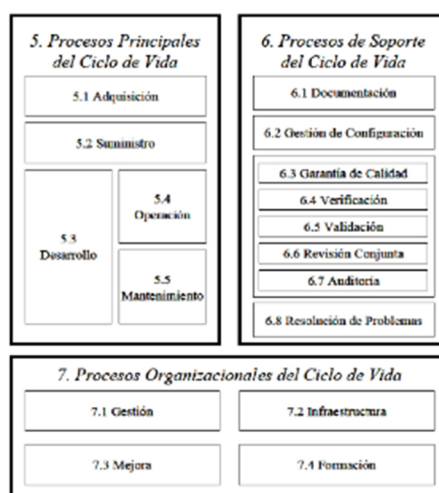 5. Procesos Principales
del Ciclo de Vida
5.1 Adquisición
5.2 Suministro
5.3
Desarrollo
5.4
Operación
5.5
Mantenimiento
6. Procesos de Soporte
del Ciclo de Vida
6.1 Documentación
6.2 Gestión de Configuración
6.3 Garantía de Calidad
6.4 Verificación
6.5 Validación
6.6 Revisión Conjunta
6.7 Auditoría
6.8 Resolución de Problemas
7. Procesos Organizacionales del Ciclo de Vida
7.1 Gestión
7.2 Infraestructura
7.3 Mejora
7.4 Formación